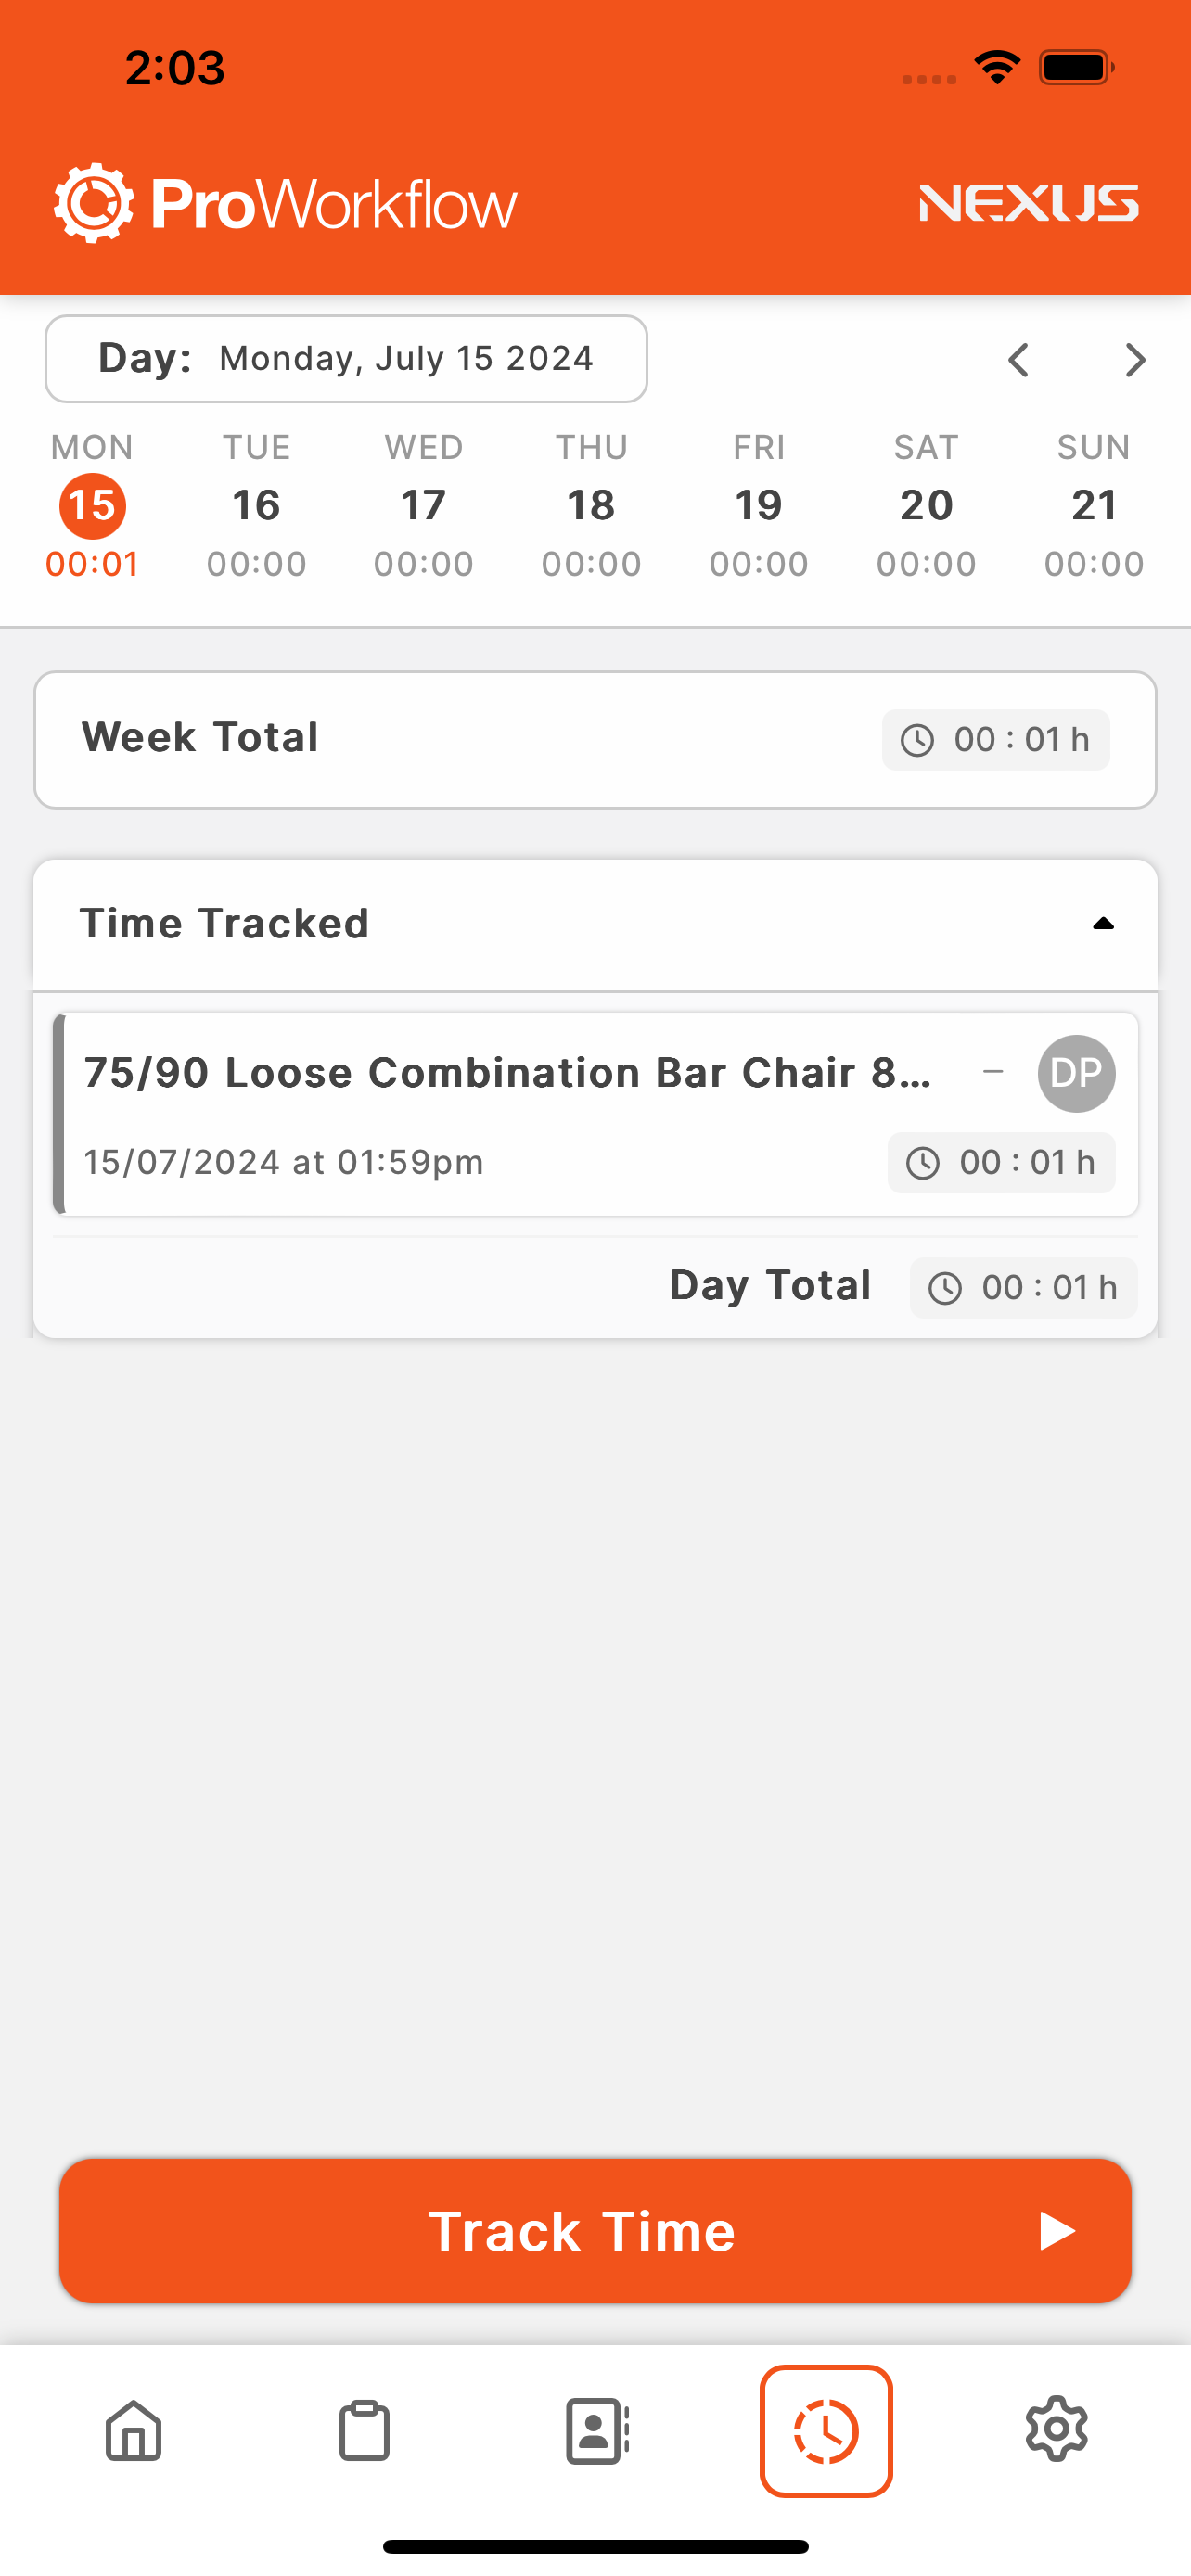 2:03
ProWorkflow
NEXUS
Day: Monday, July 15 2024
MON TUE WED THU FRI SAT SUN
15 16 17 18 19 20 21
00:01 00:00 00:00 00:00 00:00 00:00 00:00
Week Total 00 : 01 h
Time Tracked
75/90 Loose Combination Bar Chair 8... – DP
15/07/2024 at 01:59pm 00 : 01 h
Day Total 00 : 01 h
Track Time